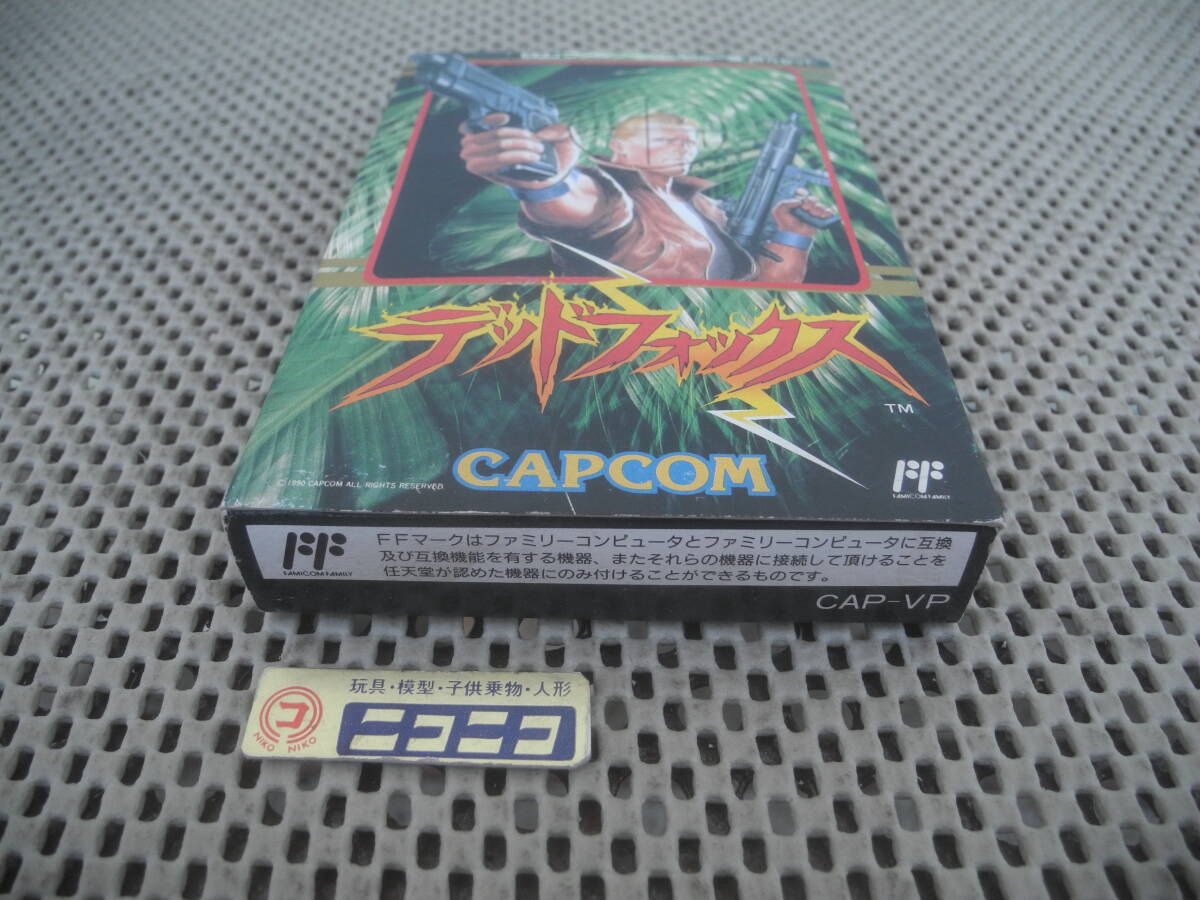 デッドフォックス
TM
CAPCOM
© 1990 CAPCOM ALL RIGHTS RESERVED.
FAMICOM FAMILY
FFマークはファミリーコンピュータとファミリーコンピュータに互換
及び互換機能を有する機器、またそれらの機器に接続して頂けることを
任天堂が認めた機器にのみ付けることができるものです。
FAMICOM FAMILY
CAP-VP
玩具・模型・子供乗物・人形
コ
NIKO NIKO
ニコニコ